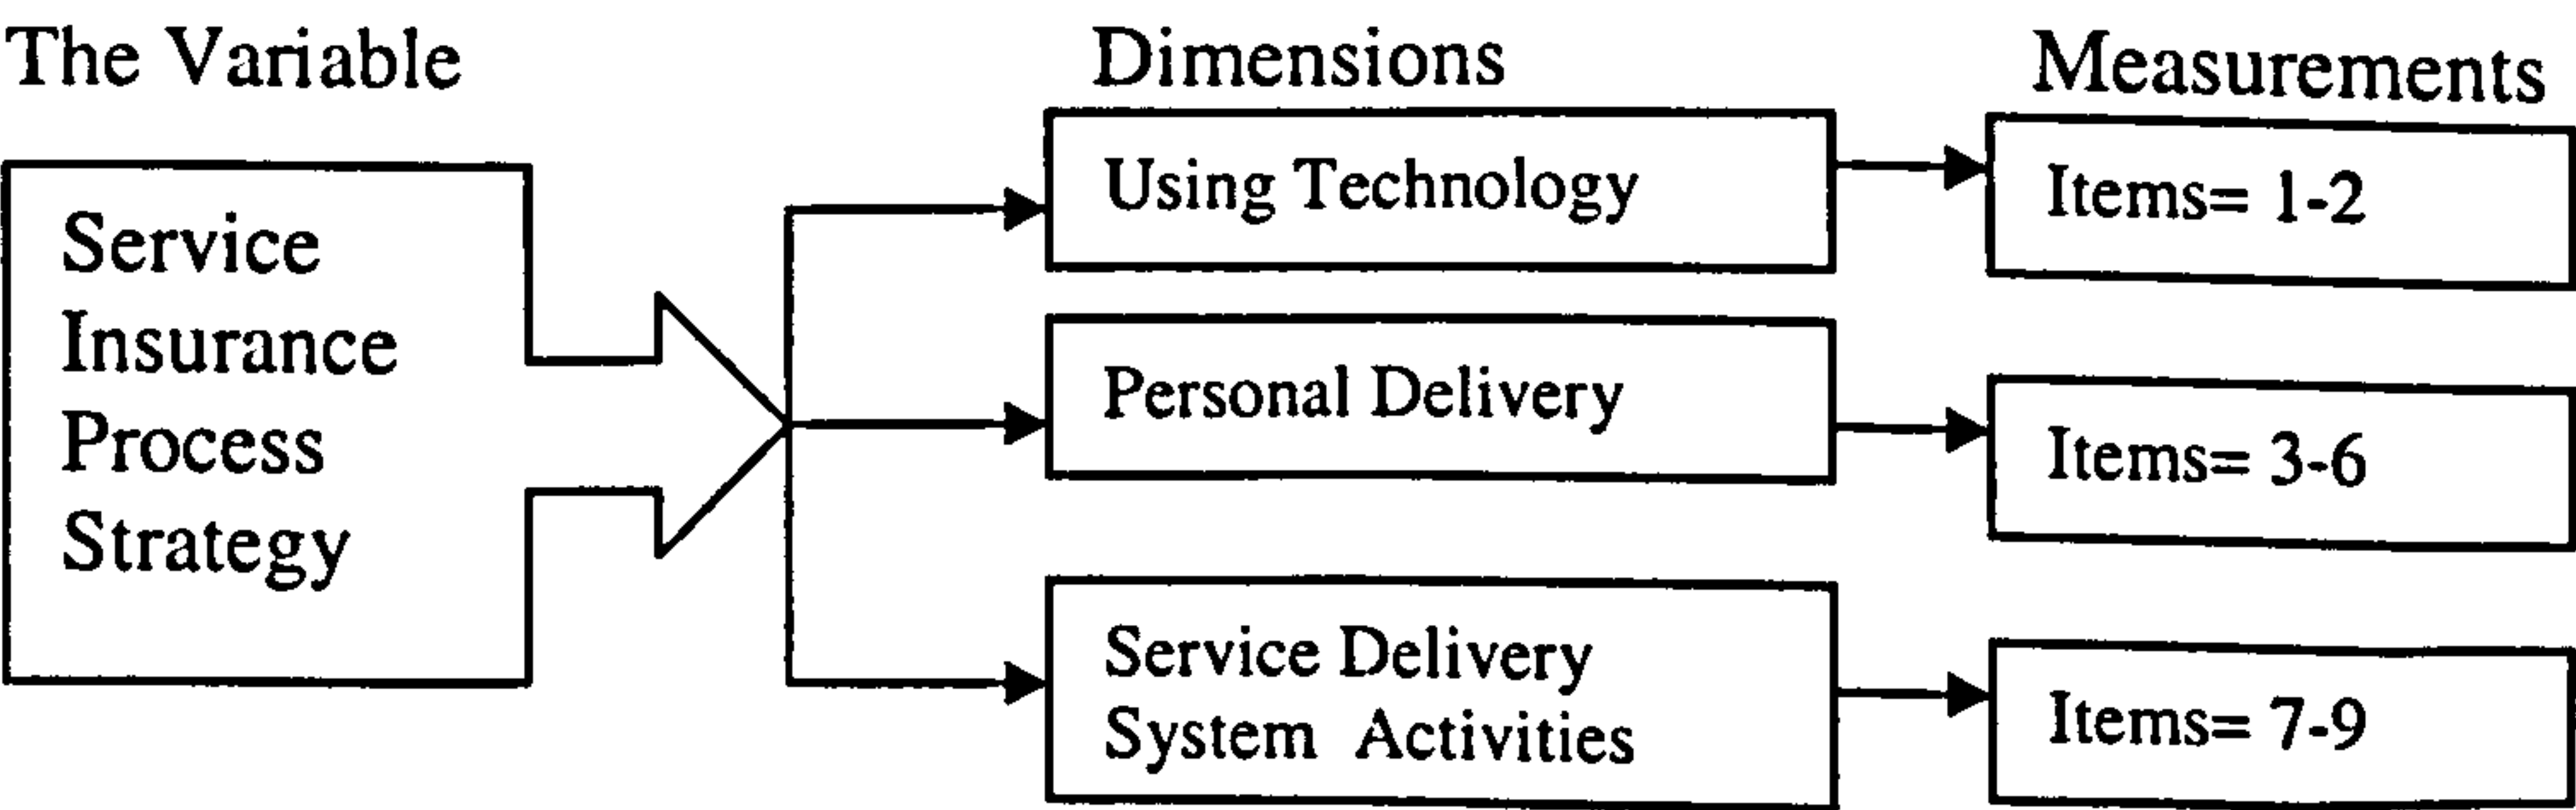 The Variable
Dimensions
Measurements
Service
Insurance
Process
Strategy
Using Technology
Items= 1-2
Personal Delivery
Items= 3-6
Service Delivery
System Activities
Items= 7-9